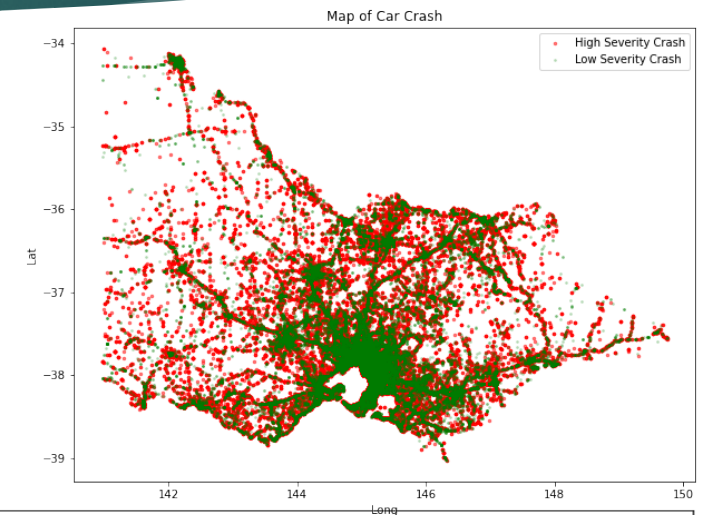 Map of Car Crash
High Severity Crash
Low Severity Crash
−34
−35
−36
−37
−38
−39
Lat
142
144
146
148
150
Long